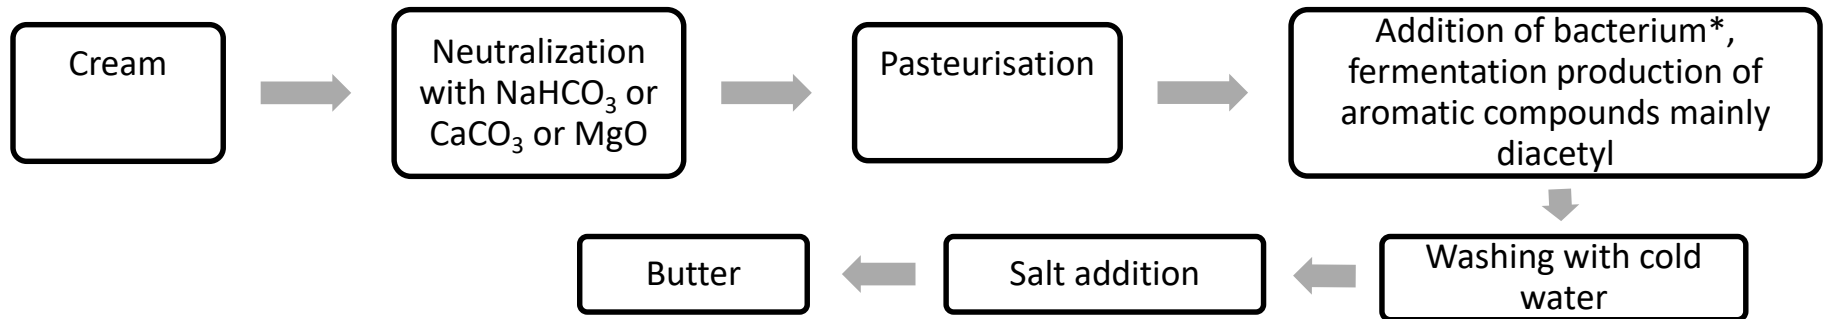 Cream
Neutralization
with NaHCO₃ or
CaCO₃ or MgO
Pasteurisation
Addition of bacterium*,
fermentation production of
aromatic compounds mainly
diacetyl
Washing with cold
water
Salt addition
Butter